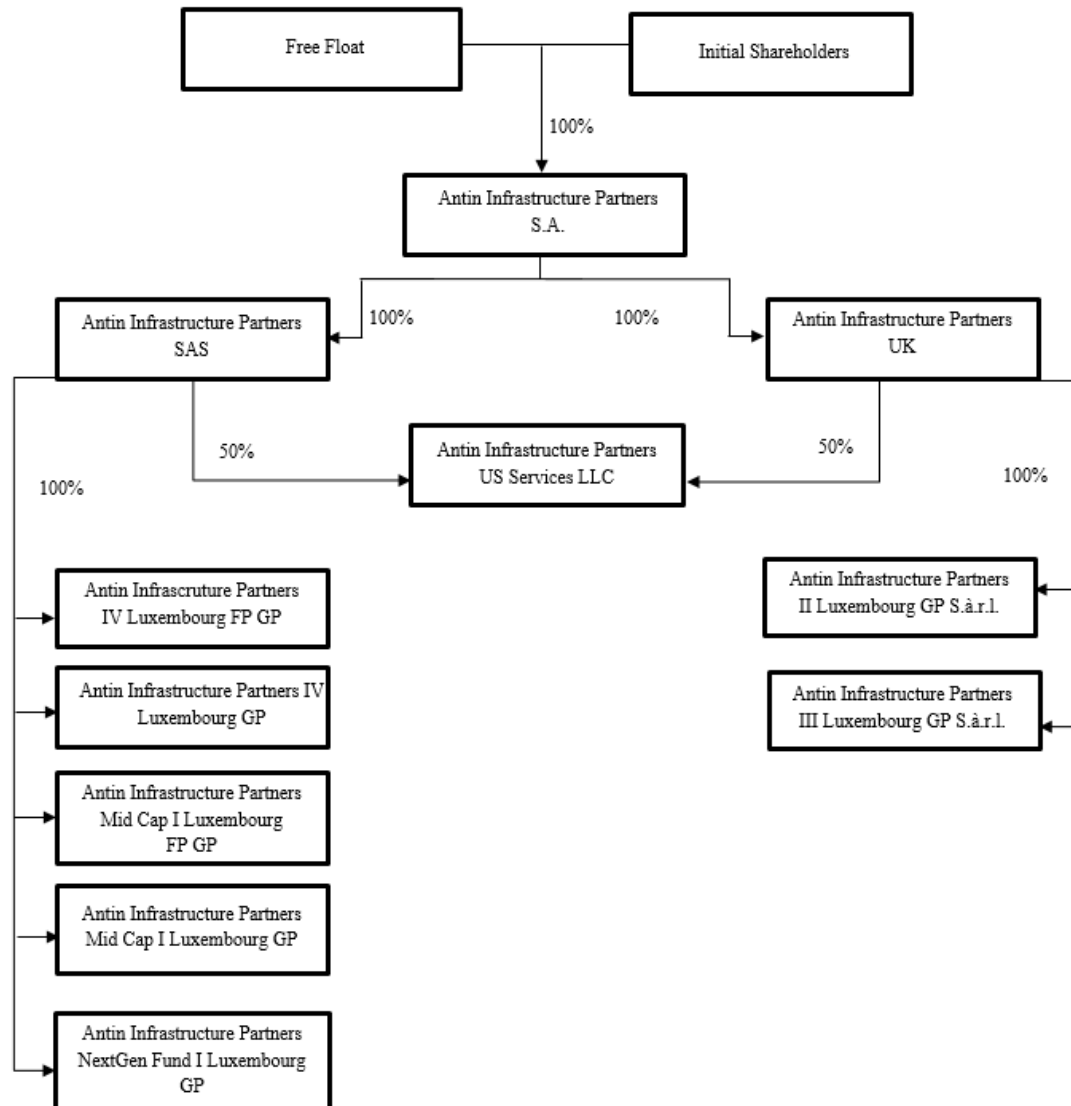 Free Float
Initial Shareholders
100%
Antin Infrastructure Partners
S.A.
100%
100%
Antin Infrastructure Partners
SAS
Antin Infrastructure Partners
UK
50%
Antin Infrastructure Partners
US Services LLC
50%
100%
100%
Antin Infrascruture Partners
IV Luxembourg FP GP
Antin Infrastructure Partners
II Luxembourg GP S.à.r.l.
Antin Infrastructure Partners IV
Luxembourg GP
Antin Infrastructure Partners
III Luxembourg GP S.à.r.l.
Antin Infrastructure Partners
Mid Cap I Luxembourg
FP GP
Antin Infrastructure Partners
Mid Cap I Luxembourg GP
Antin Infrastructure Partners
NextGen Fund I Luxembourg
GP